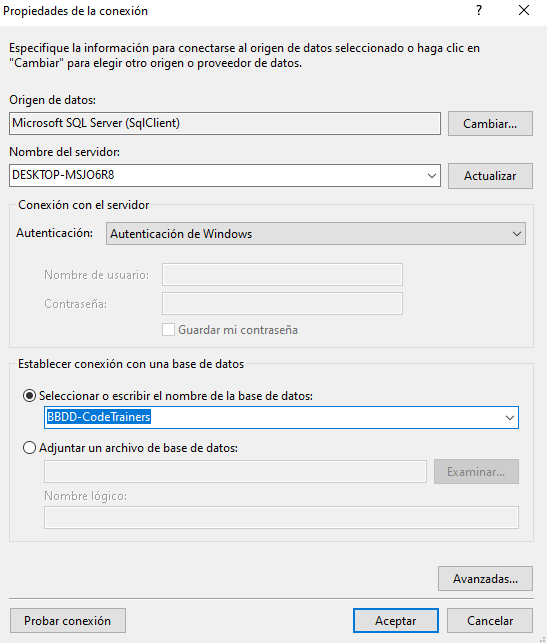 Propiedades de la conexión
?
Especifique la información para conectarse al origen de datos seleccionado o haga clic en
"Cambiar" para elegir otro origen o proveedor de datos.
Origen de datos:
Microsoft SQL Server (SqlClient)
Cambiar...
Nombre del servidor:
DESKTOP-MSJO6R8
Actualizar
Conexión con el servidor
Autenticación:
Autenticación de Windows
Nombre de usuario:
Contraseña:
Guardar mi contraseña
Establecer conexión con una base de datos
Seleccionar o escribir el nombre de la base de datos:
BBDD-CodeTrainers
Adjuntar un archivo de base de datos:
Examinar...
Nombre lógico:
Avanzadas...
Probar conexión
Aceptar
Cancelar